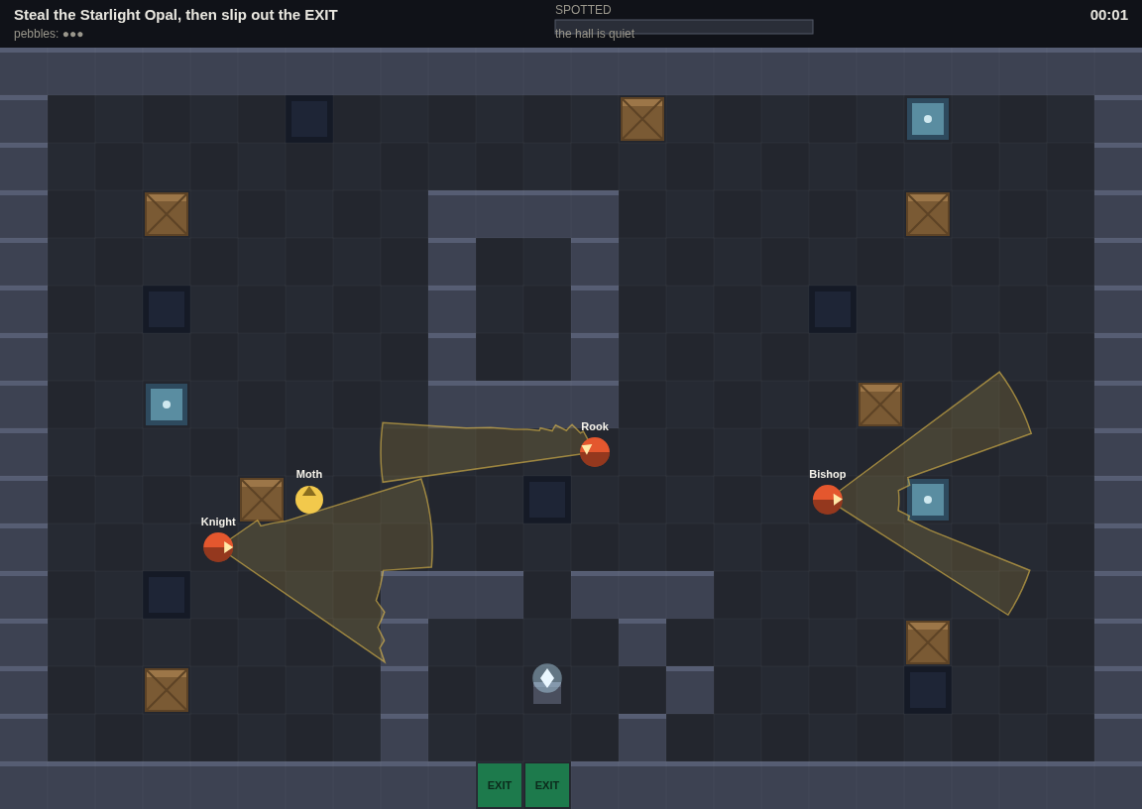 Steal the Starlight Opal, then slip out the EXIT
pebbles: ●●●
SPOTTED
the hall is quiet
00:01
Rook
Moth
Bishop
Knight
EXIT
EXIT